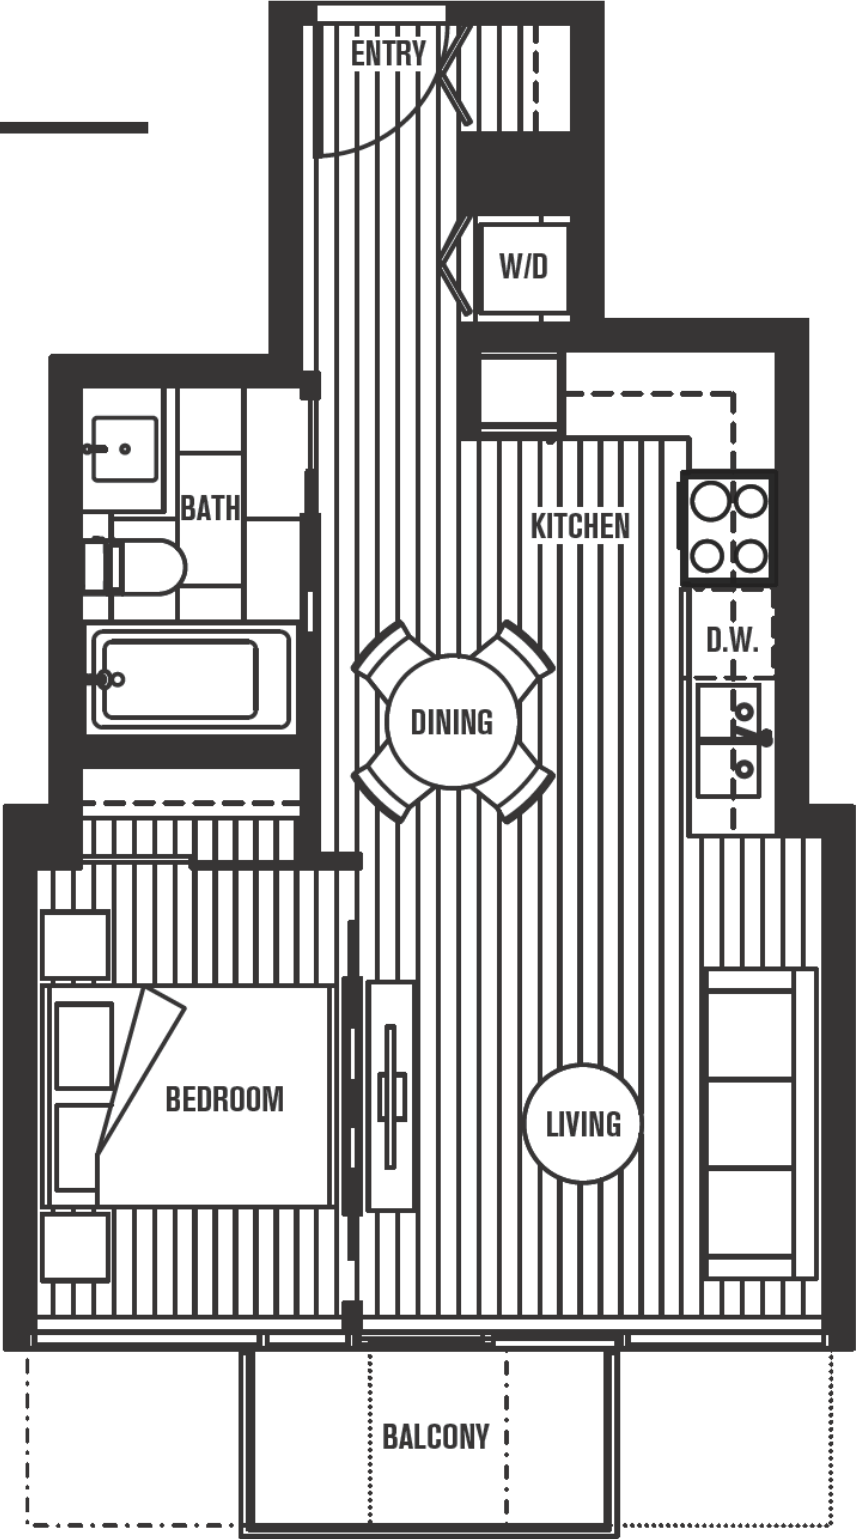 ENTRY
W/D
BATH
KITCHEN
D.W.
DINING
BEDROOM
LIVING
BALCONY